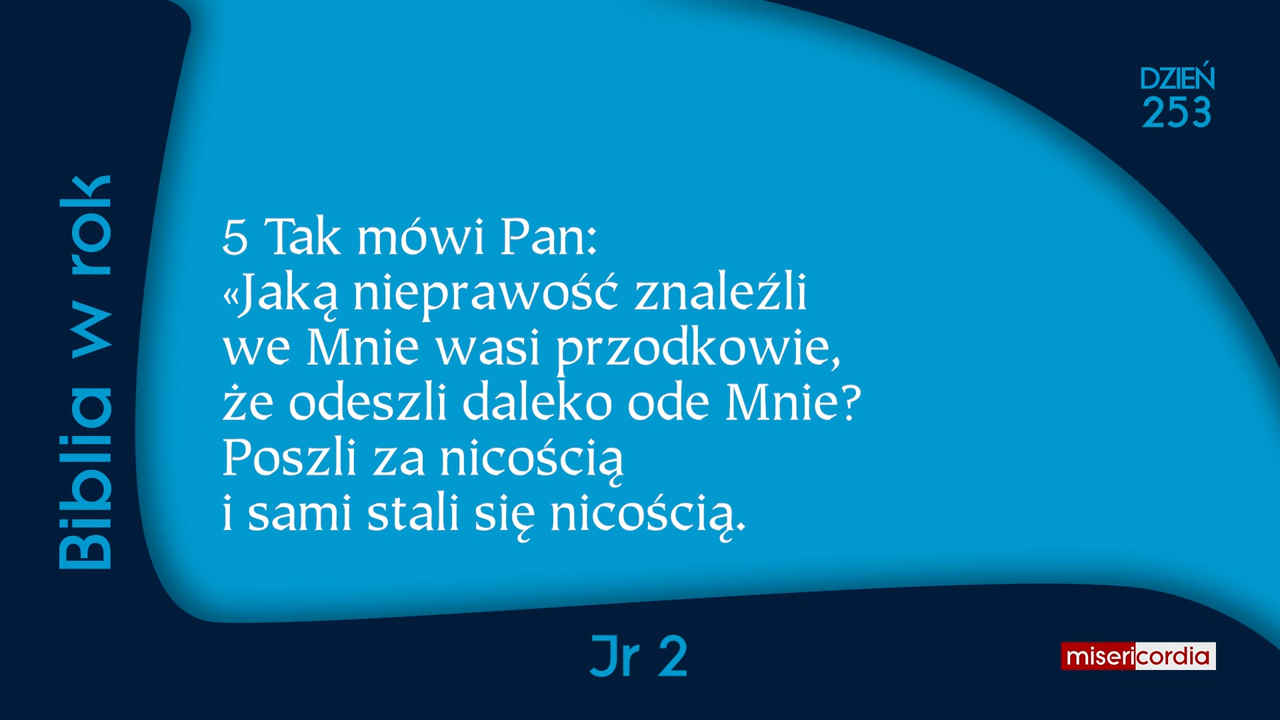 DZIEŃ
253
Biblia w rok
5 Tak mówi Pan:
«Jaką nieprawość znaleźli
we Mnie wasi przodkowie,
że odeszli daleko ode Mnie?
Poszli za nicością
i sami stali się nicością.
Jr 2
misericordia